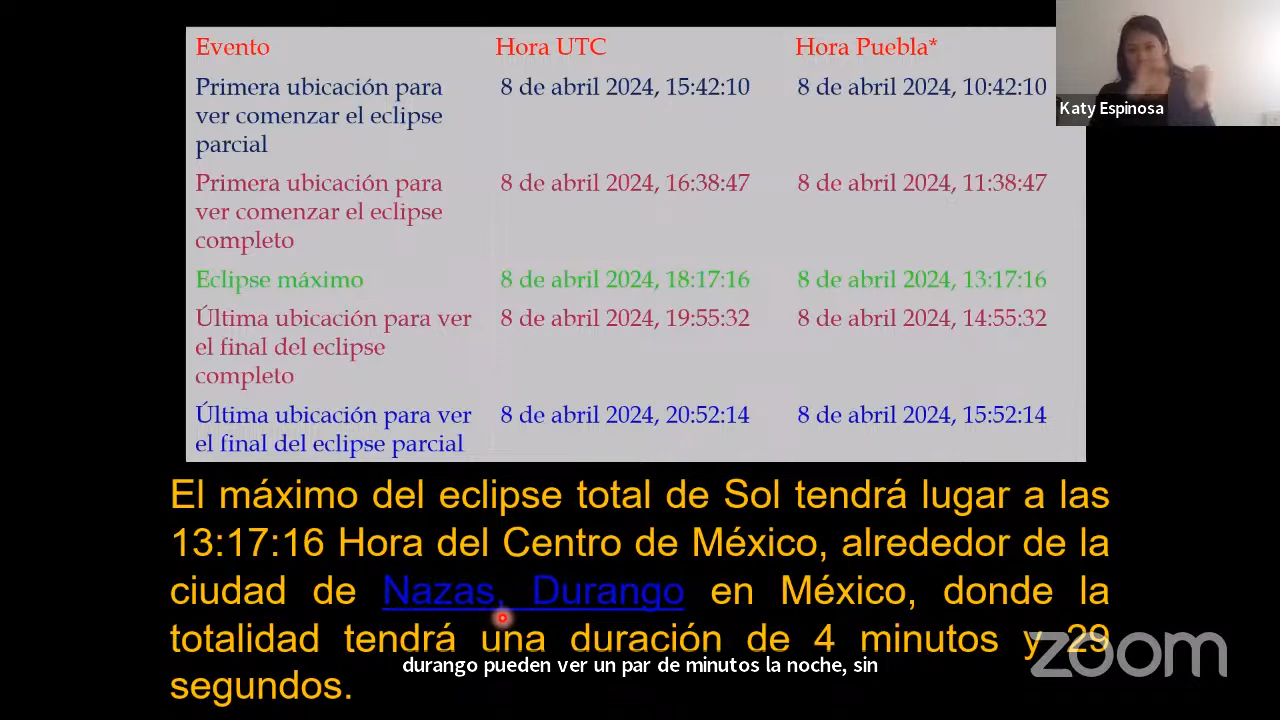 Evento Hora UTC Hora Puebla*
Primera ubicación para 8 de abril 2024, 15:42:10 8 de abril 2024, 10:42:10
ver comenzar el eclipse
parcial
Primera ubicación para 8 de abril 2024, 16:38:47 8 de abril 2024, 11:38:47
ver comenzar el eclipse
completo
Eclipse máximo 8 de abril 2024, 18:17:16 8 de abril 2024, 13:17:16
Última ubicación para ver 8 de abril 2024, 19:55:32 8 de abril 2024, 14:55:32
el final del eclipse
completo
Última ubicación para ver 8 de abril 2024, 20:52:14 8 de abril 2024, 15:52:14
el final del eclipse parcial
Katy Espinosa
El máximo del eclipse total de Sol tendrá lugar a las
13:17:16 Hora del Centro de México, alrededor de la
ciudad de Nazas, Durango en México, donde la
totalidad tendrá una duración de 4 minutos y 29
segundos.
durango pueden ver un par de minutos la noche, sin
zoom